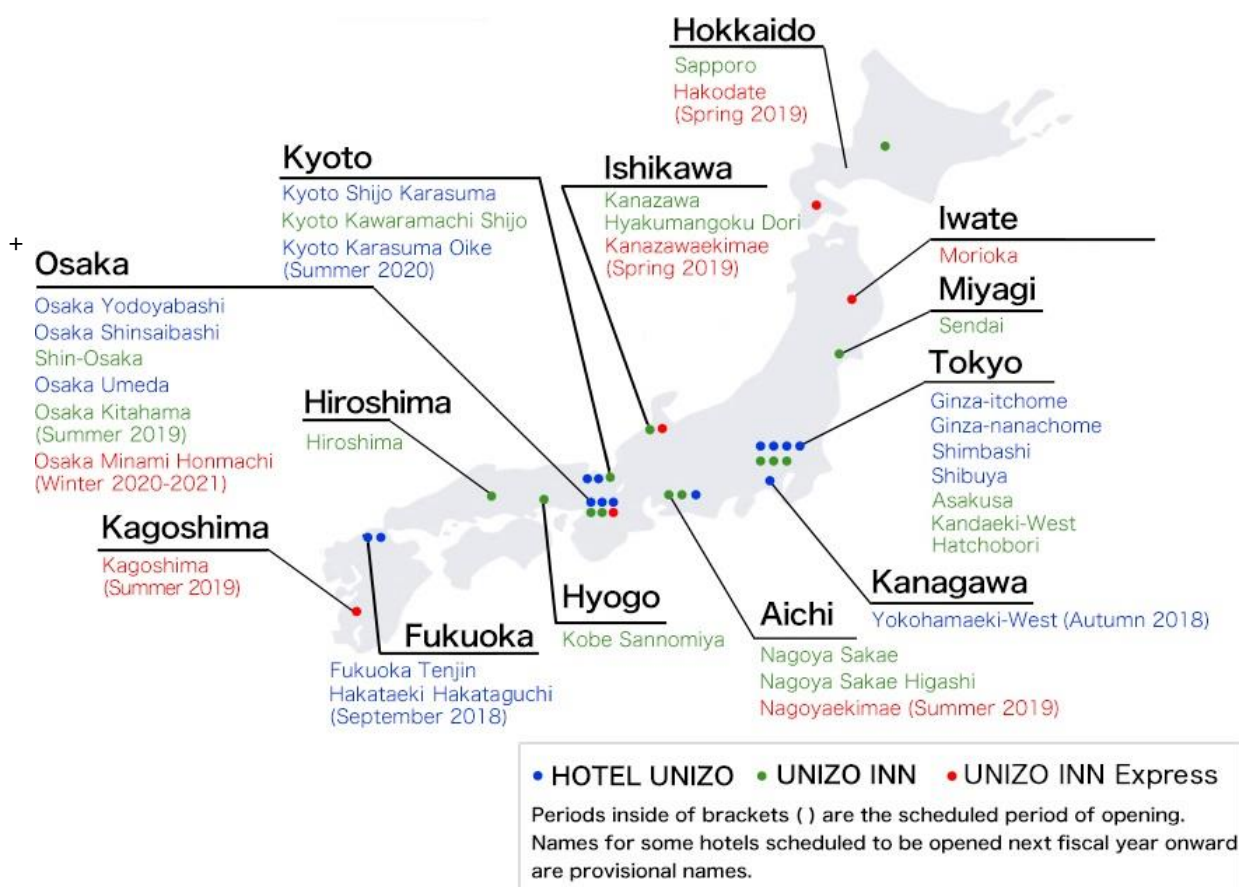 Hokkaido
Sapporo
Hakodate
(Spring 2019)
Kyoto
Kyoto Shijo Karasuma
Kyoto Kawaramachi Shijo
Kyoto Karasuma Oike
(Summer 2020)
Ishikawa
Kanazawa
Hyakumangoku Dori
Kanazawaekimae
(Spring 2019)
Iwate
Morioka
+
Osaka
Osaka Yodoyabashi
Osaka Shinsaibashi
Shin-Osaka
Osaka Umeda
Osaka Kitahama
(Summer 2019)
Osaka Minami Honmachi
(Winter 2020-2021)
Miyagi
Sendai
Tokyo
Ginza-itchome
Ginza-nanachome
Shimbashi
Shibuya
Asakusa
Kandaeki-West
Hatchobori
Hiroshima
Hiroshima
Kagoshima
Kagoshima
(Summer 2019)
Fukuoka
Fukuoka Tenjin
Hakataeki Hakataguchi
(September 2018)
Hyogo
Kobe Sannomiya
Aichi
Nagoya Sakae
Nagoya Sakae Higashi
Nagoyaekimae (Summer 2019)
Kanagawa
Yokohamaeki-West (Autumn 2018)
• HOTEL UNIZO • UNIZO INN • UNIZO INN Express
Periods inside of brackets ( ) are the scheduled period of opening.
Names for some hotels scheduled to be opened next fiscal year onward
are provisional names.